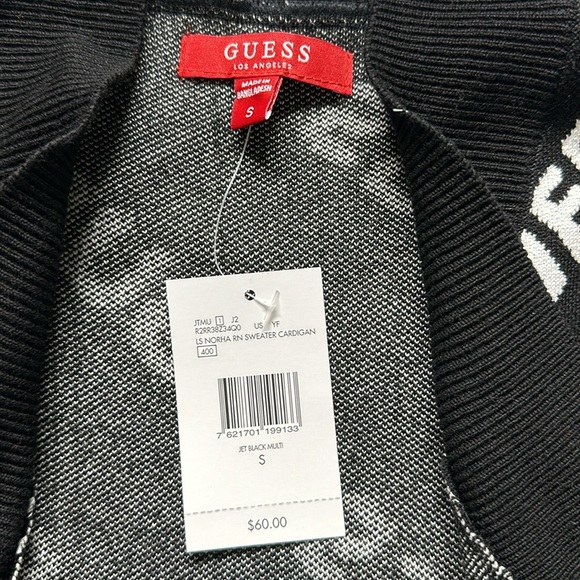 GUESS
LOS ANGELES
MADE IN
BANGLADESH
S
JTMU 1 J2
R2RR38Z34Q0 US YF
LS NORHA RN SWEATER CARDIGAN
400
7 621701 199133
JET BLACK MULTI
S
$60.00